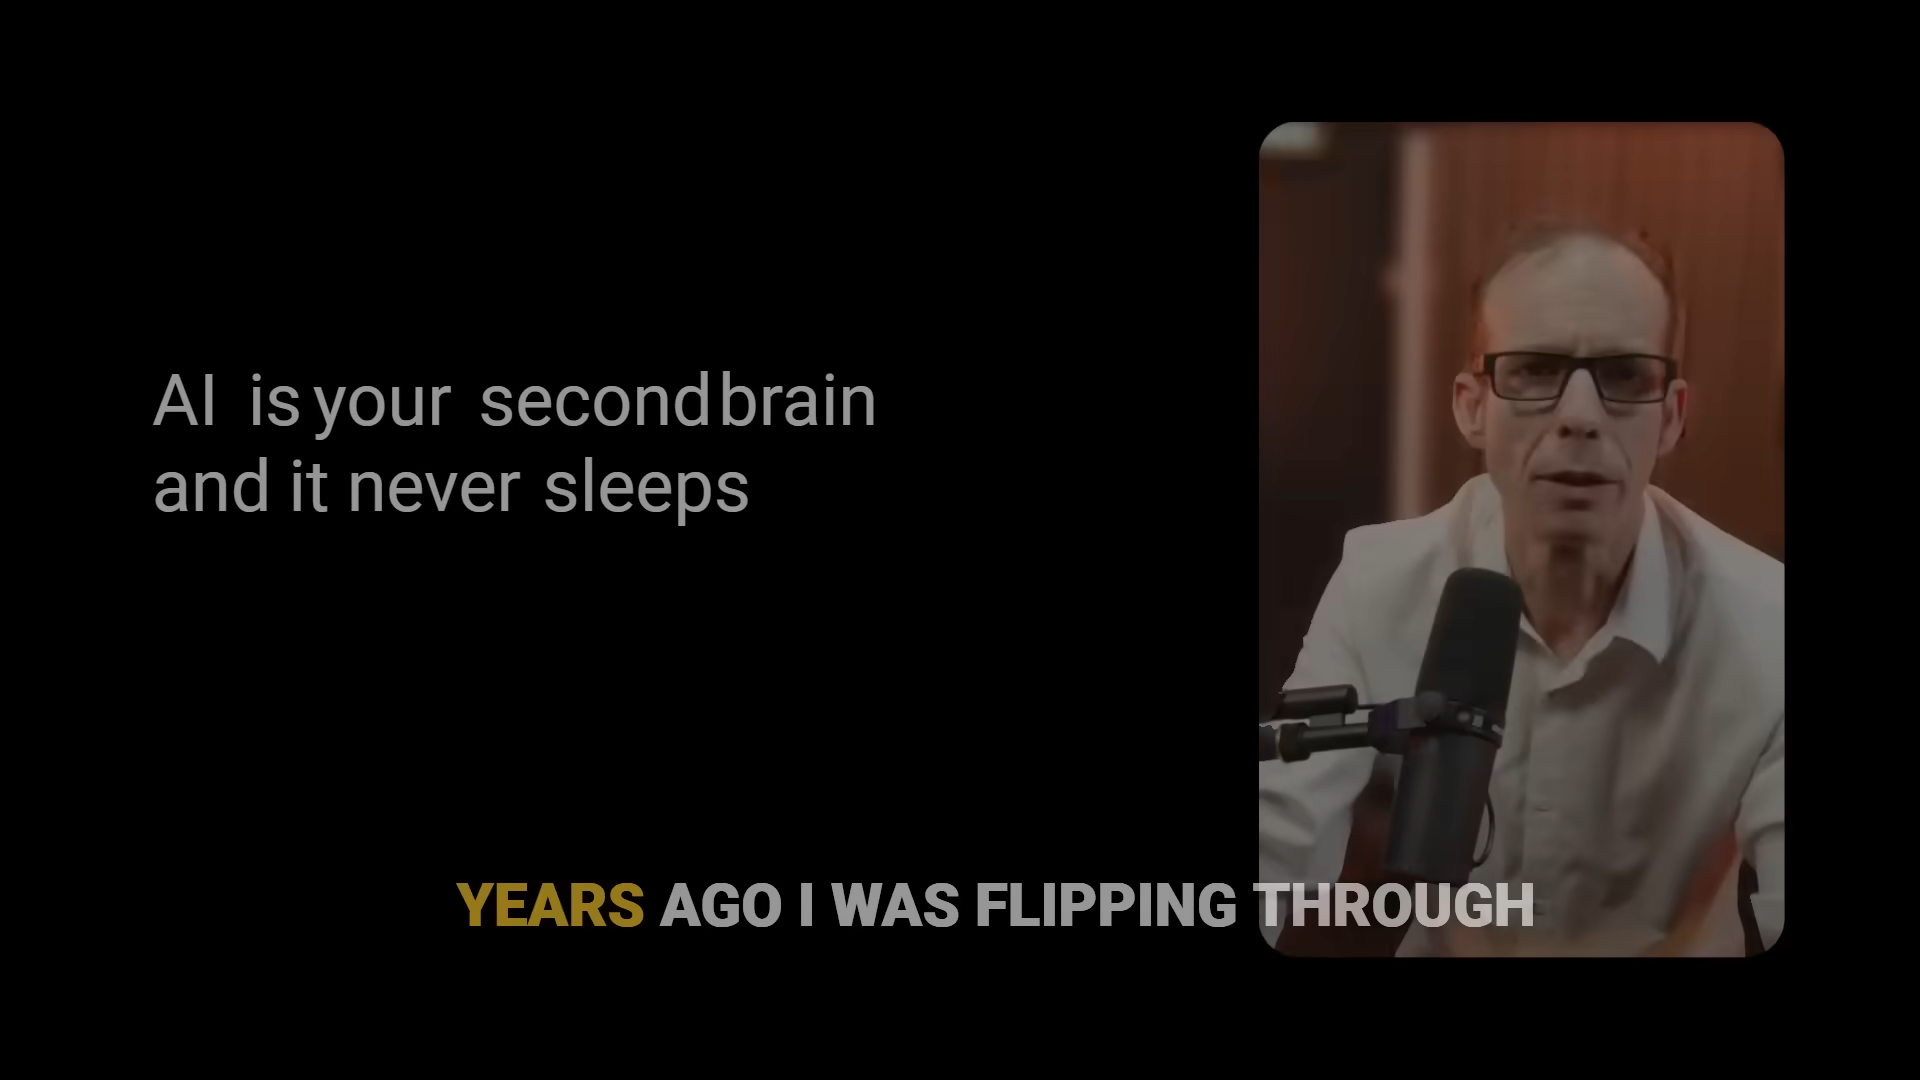 AI is your second brain
and it never sleeps
YEARS AGO I WAS FLIPPING THROUGH